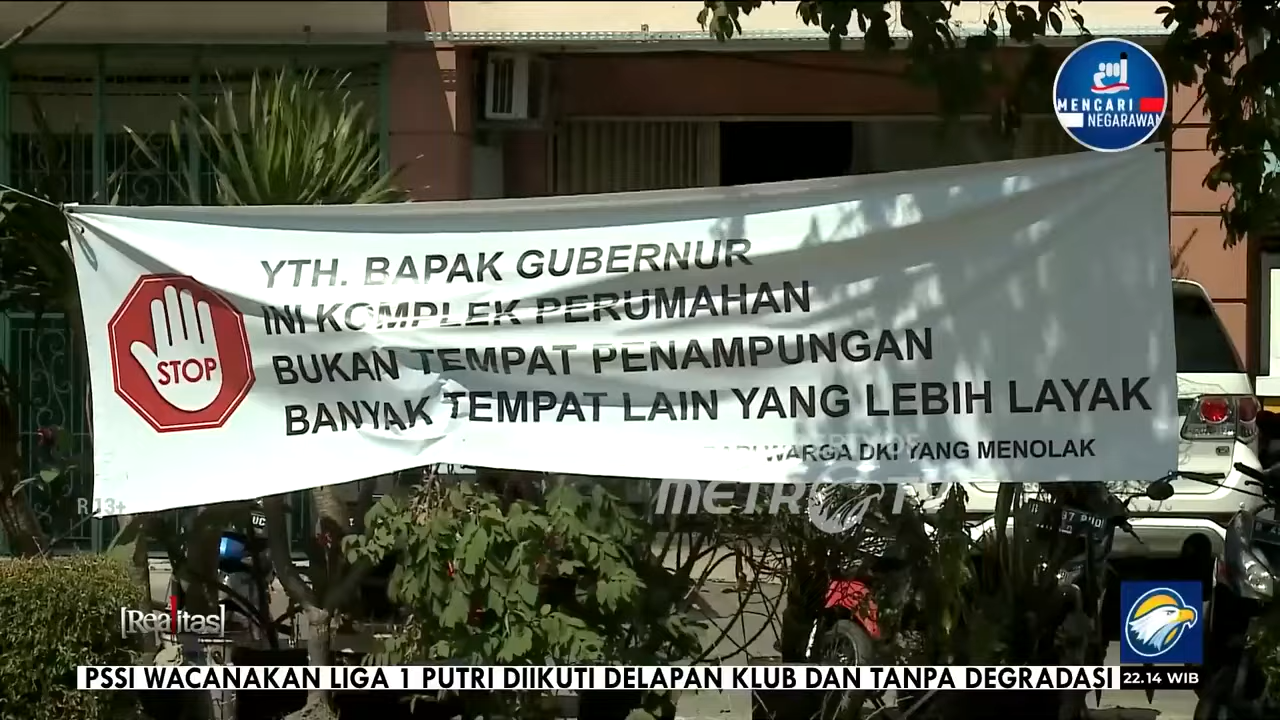 MENCARI
NEGARAWAN
YTH. BAPAK GUBERNUR
INI KOMPLEK PERUMAHAN
BUKAN TEMPAT PENAMPUNGAN
BANYAK TEMPAT LAIN YANG LEBIH LAYAK
STOP
WARGA DKI YANG MENOLAK
R 13+
METRO TV
[Realitas]
PSSI WACANAKAN LIGA 1 PUTRI DIIKUTI DELAPAN KLUB DAN TANPA DEGRADASI
22.14 WIB